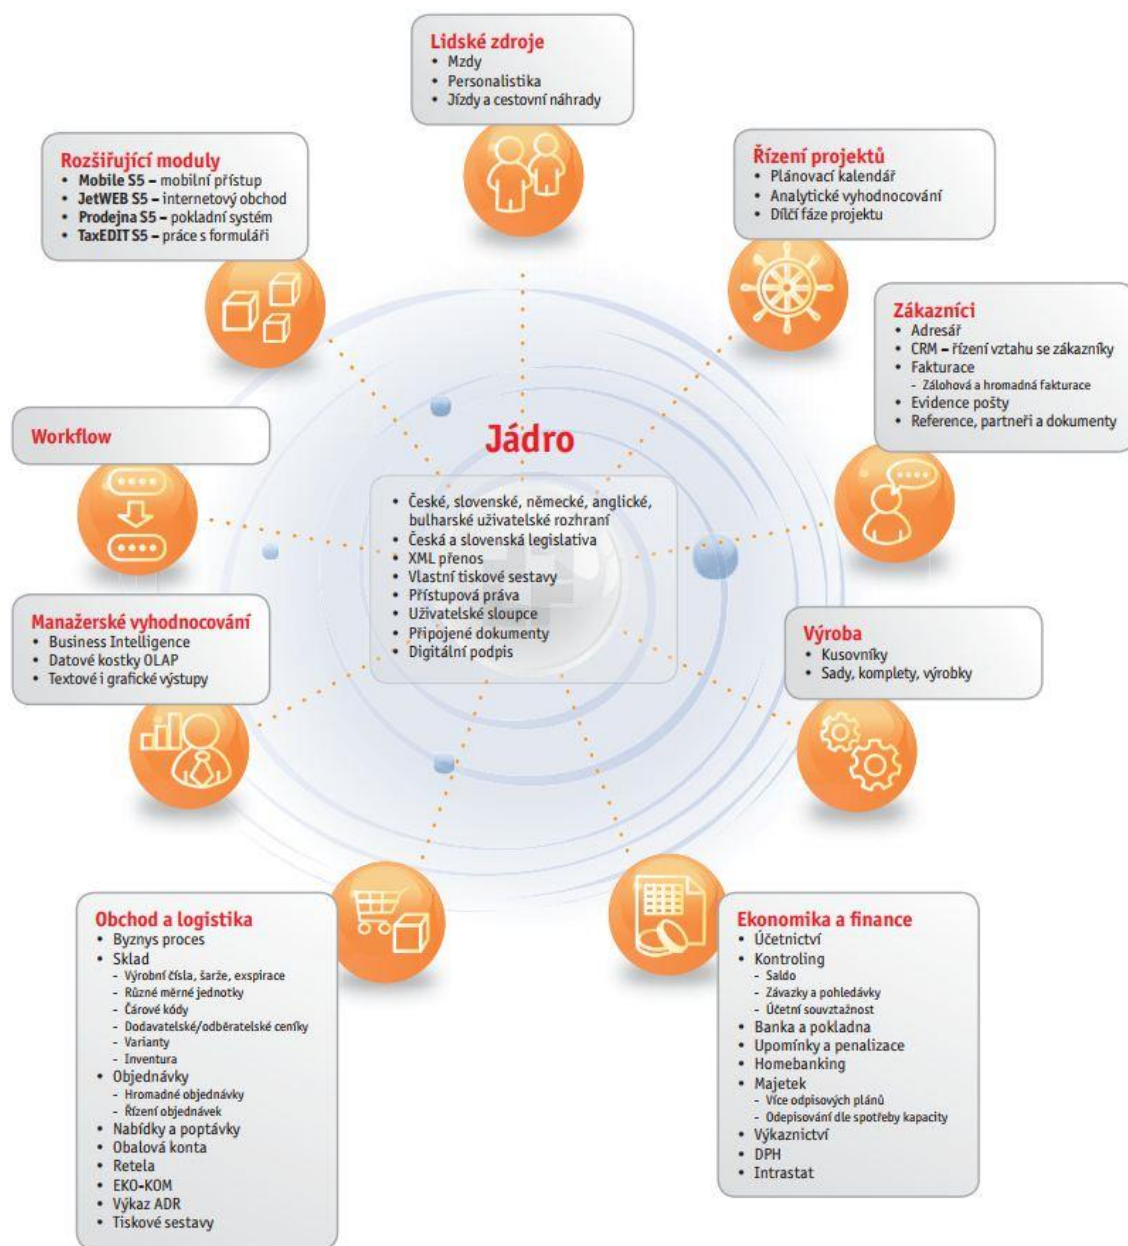 Lidské zdroje
• Mzdy
• Personalistika
• Jízdy a cestovní náhrady
Rozšiřující moduly
• Mobile S5 – mobilní přístup
• JetWEB S5 – internetový obchod
• Prodejna S5 – pokladní systém
• TaxEDIT S5 – práce s formuláři
Řízení projektů
• Plánovací kalendář
• Analytické vyhodnocování
• Dílčí fáze projektu
Zákazníci
• Adresář
• CRM – řízení vztahu se zákazníky
• Fakturace
- Zálohová a hromadná fakturace
• Evidence pošty
• Reference, partneři a dokumenty
Workflow
Jádro
• České, slovenské, německé, anglické,
bulharské uživatelské rozhraní
• Česká a slovenská legislativa
• XML přenos
• Vlastní tiskové sestavy
• Přístupová práva
• Uživatelské sloupce
• Připojené dokumenty
• Digitální podpis
Manažerské vyhodnocování
• Business Intelligence
• Datové kostky OLAP
• Textové i grafické výstupy
Výroba
• Kusovníky
• Sady, komplety, výrobky
Obchod a logistika
• Byznys proces
• Sklad
- Výrobní čísla, šarže, exspirace
- Různé měrné jednotky
- Čárové kódy
- Dodavatelské/odběratelské ceníky
- Varianty
- Inventura
• Objednávky
- Hromadné objednávky
- Řízení objednávek
• Nabídky a poptávky
• Obalová konta
• Retela
• EKO-KOM
• Výkaz ADR
• Tiskové sestavy
Ekonomika a finance
• Účetnictví
• Kontroling
- Saldo
- Závazky a pohledávky
- Účetní souvztažnost
• Banka a pokladna
• Upomínky a penalizace
• Homebanking
• Majetek
- Více odpisových plánů
- Odepisování dle spotřeby kapacity
• Výkaznictví
• DPH
• Intrastat